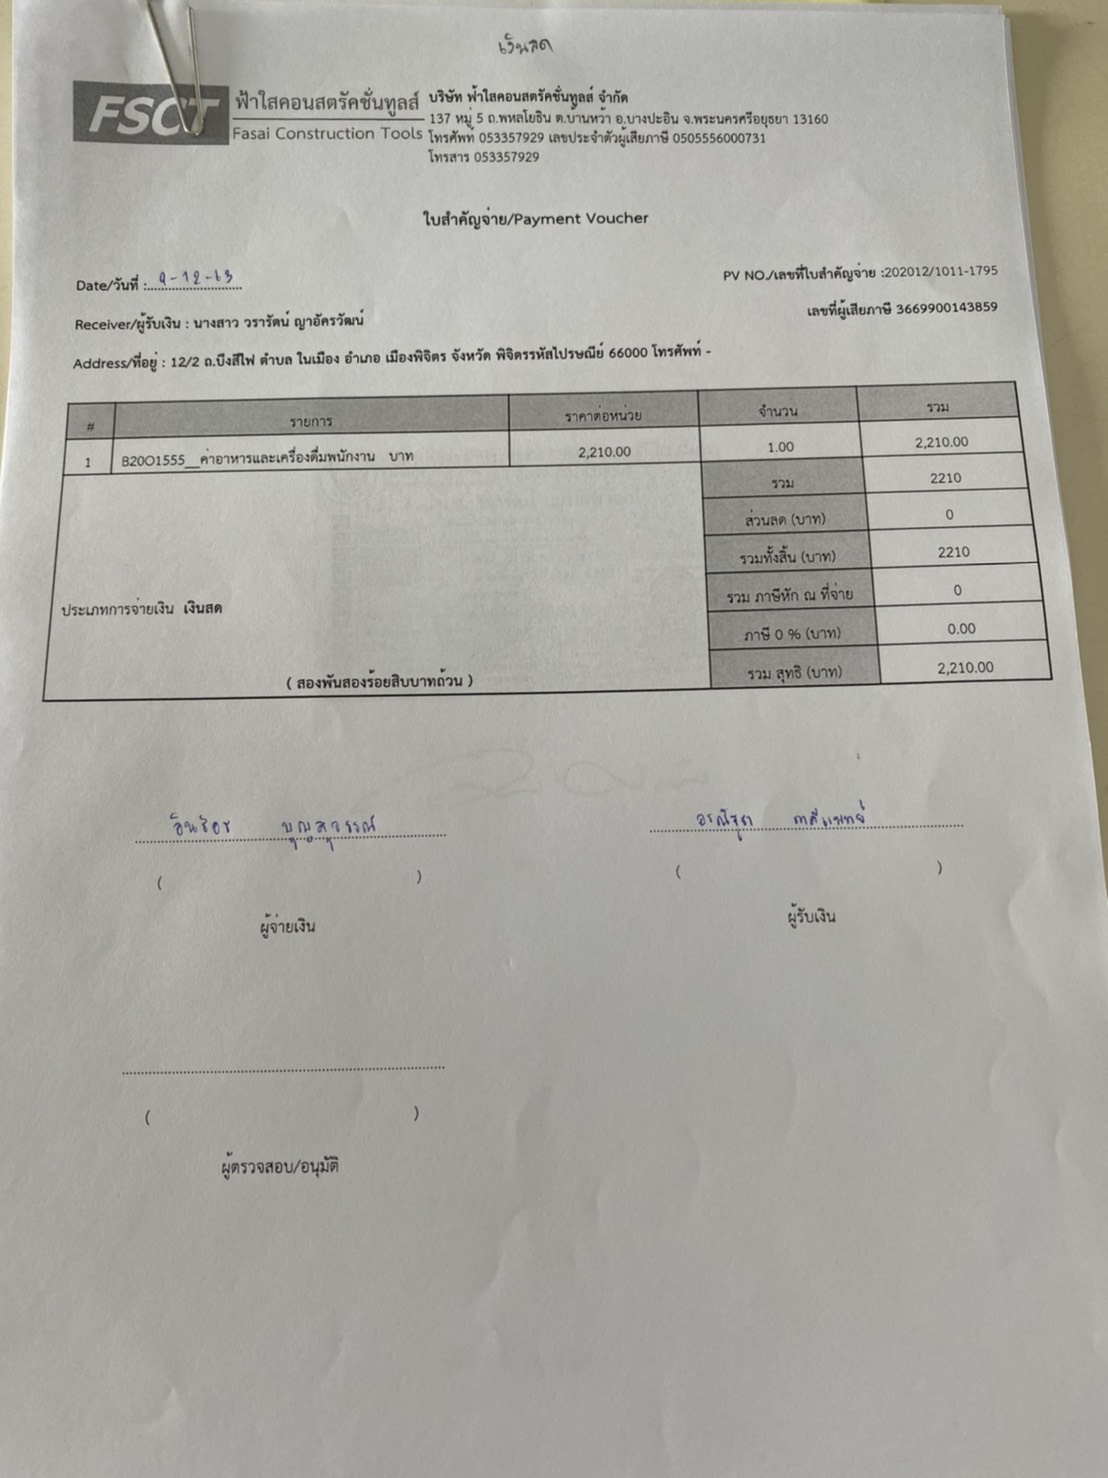 เงินสด
FSCT ฟ้าใสคอนสตรัคชั่นทูลส์
Fasai Construction Tools
บริษัท ฟ้าใสคอนสตรัคชั่นทูลส์ จำกัด
137 หมู่ 5 ถ.พหลโยธิน ต.บ้านหว้า อ.บางปะอิน จ.พระนครศรีอยุธยา 13160
โทรศัพท์ 053357929 เลขประจำตัวผู้เสียภาษี 0505556000731
โทรสาร 053357929
ใบสำคัญจ่าย/Payment Voucher
Date/วันที่ : 9-12-63
PV NO./เลขที่ใบสำคัญจ่าย :202012/1011-1795
Receiver/ผู้รับเงิน : นางสาว วรารัตน์ ญาอัครวัฒน์
เลขที่ผู้เสียภาษี 3669900143859
Address/ที่อยู่ : 12/2 ถ.บึงสีไฟ ตำบล ในเมือง อำเภอ เมืองพิจิตร จังหวัด พิจิตรรหัสไปรษณีย์ 66000 โทรศัพท์ -
# รายการ ราคาต่อหน่วย จำนวน รวม
1 B20O1555__ค่าอาหารและเครื่องดื่มพนักงาน บาท 2,210.00 1.00 2,210.00
รวม 2210
ส่วนลด (บาท) 0
รวมทั้งสิ้น (บาท) 2210
รวม ภาษีหัก ณ ที่จ่าย 0
ประเภทการจ่ายเงิน เงินสด
ภาษี 0 % (บาท) 0.00
( สองพันสองร้อยสิบบาทถ้วน )
รวม สุทธิ (บาท) 2,210.00
บุญสุวรรณ์
( ) ( )
ผู้จ่ายเงิน ผู้รับเงิน
( )
ผู้ตรวจสอบ/อนุมัติ